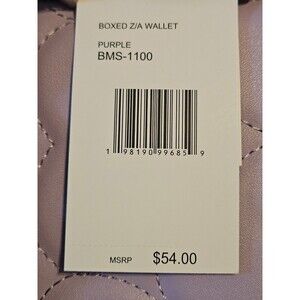 BOXED Z/A WALLET
PURPLE
BMS-1100
1 98190 99685 9
MSRP $54.00